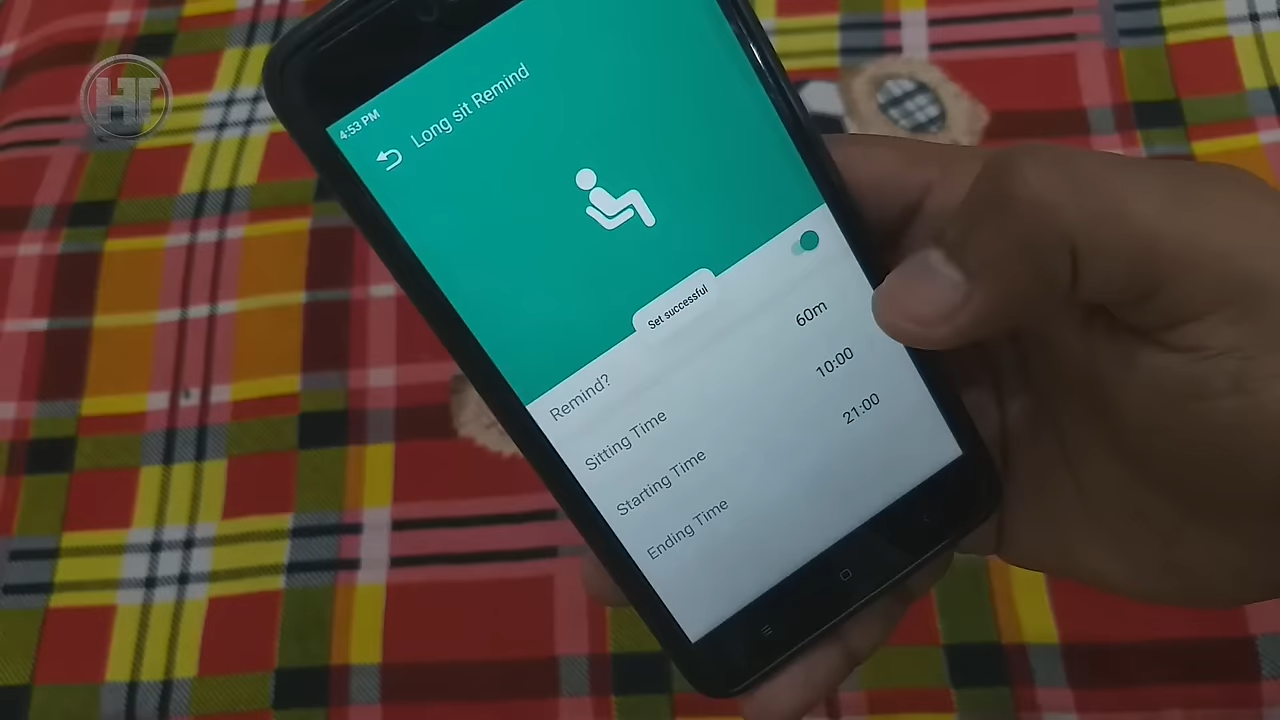 HT
4:53 PM
Long sit Remind
Set successful
Remind?
Sitting Time 60m
Starting Time 10:00
Ending Time 21:00